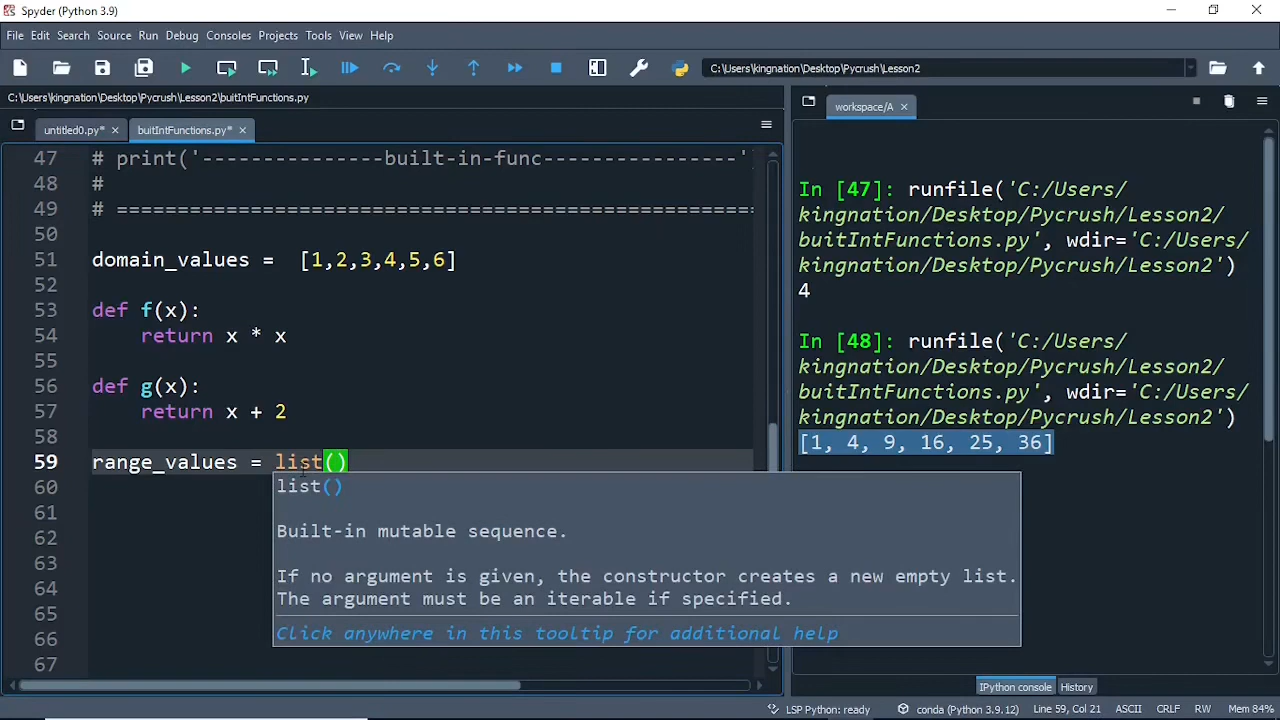 Spyder (Python 3.9)
File Edit Search Source Run Debug Consoles Projects Tools View Help
C:\Users\kingnation\Desktop\Pycrush\Lesson2
C:\Users\kingnation\Desktop\Pycrush\Lesson2\buitIntFunctions.py
untitled0.py* buitIntFunctions.py*
47 # print('---------------built-in-func----------------'
48 #
49 # =====================================================
50
51 domain_values =  [1,2,3,4,5,6]
52
53 def f(x):
54     return x * x
55
56 def g(x):
57     return x + 2
58
59 range_values = list()
60
61
62
63
64
65
66
67
list()
Built-in mutable sequence.
If no argument is given, the constructor creates a new empty list.
The argument must be an iterable if specified.
Click anywhere in this tooltip for additional help
workspace/A
In [47]: runfile('C:/Users/
kingnation/Desktop/Pycrush/Lesson2/
buitIntFunctions.py', wdir='C:/Users/
kingnation/Desktop/Pycrush/Lesson2')
4
In [48]: runfile('C:/Users/
kingnation/Desktop/Pycrush/Lesson2/
buitIntFunctions.py', wdir='C:/Users/
kingnation/Desktop/Pycrush/Lesson2')
[1, 4, 9, 16, 25, 36]
IPython console History
LSP Python: ready conda (Python 3.9.12) Line 59, Col 21 ASCII CRLF RW Mem 84%